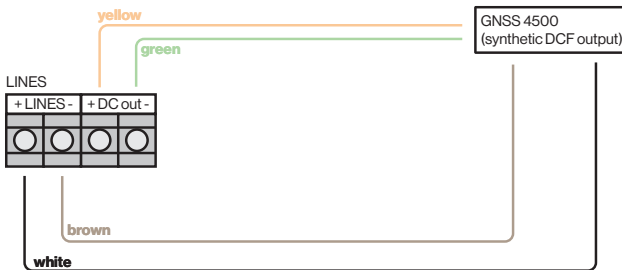 yellow
green
GNSS 4500
(synthetic DCF output)
LINES
+ LINES - + DC out -
brown
white